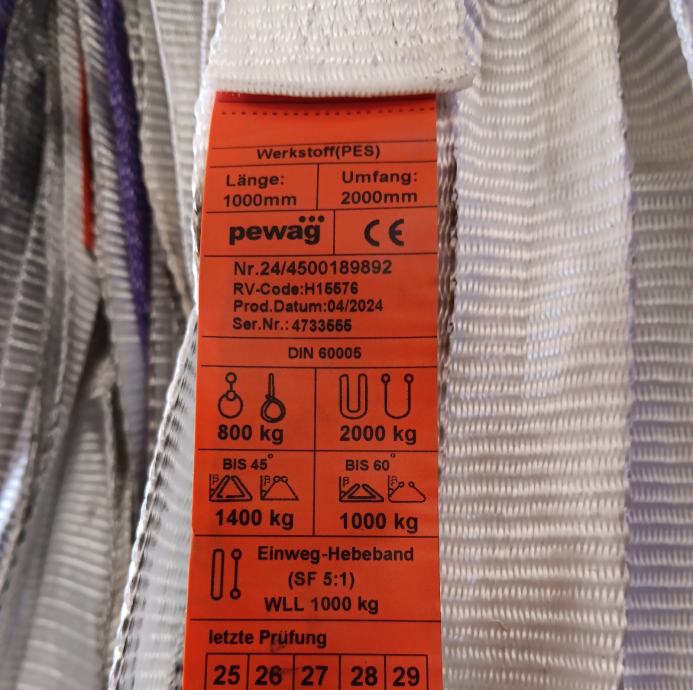 Werkstoff(PES)
Länge:
1000mm
Umfang:
2000mm
pewag
CE
Nr.24/4500189892
RV-Code:H15576
Prod.Datum:04/2024
Ser.Nr.:4733555
DIN 60005
800 kg
2000 kg
BIS 45°
β
β
1400 kg
BIS 60°
β
β
1000 kg
Einweg-Hebeband
(SF 5:1)
WLL 1000 kg
letzte Prüfung
25 26 27 28 29